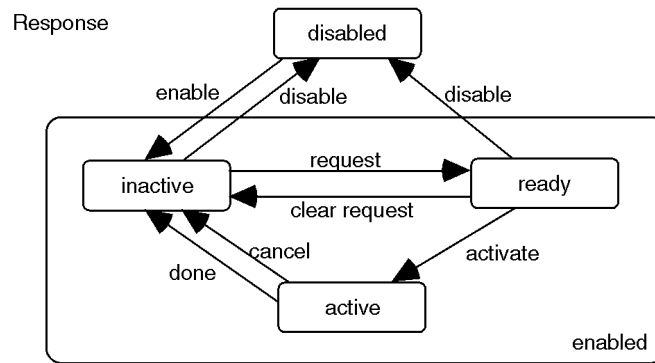 Response
disabled
enable
disable
disable
inactive
request
ready
clear request
cancel
activate
done
active
enabled